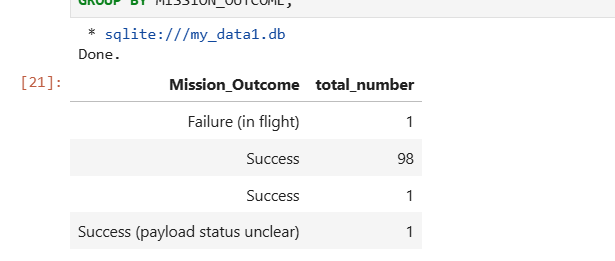 GROUP BY MISSION_OUTCOME;
* sqlite:///my_data1.db
Done.
[21]:
Mission_Outcome total_number
Failure (in flight) 1
Success 98
Success 1
Success (payload status unclear) 1